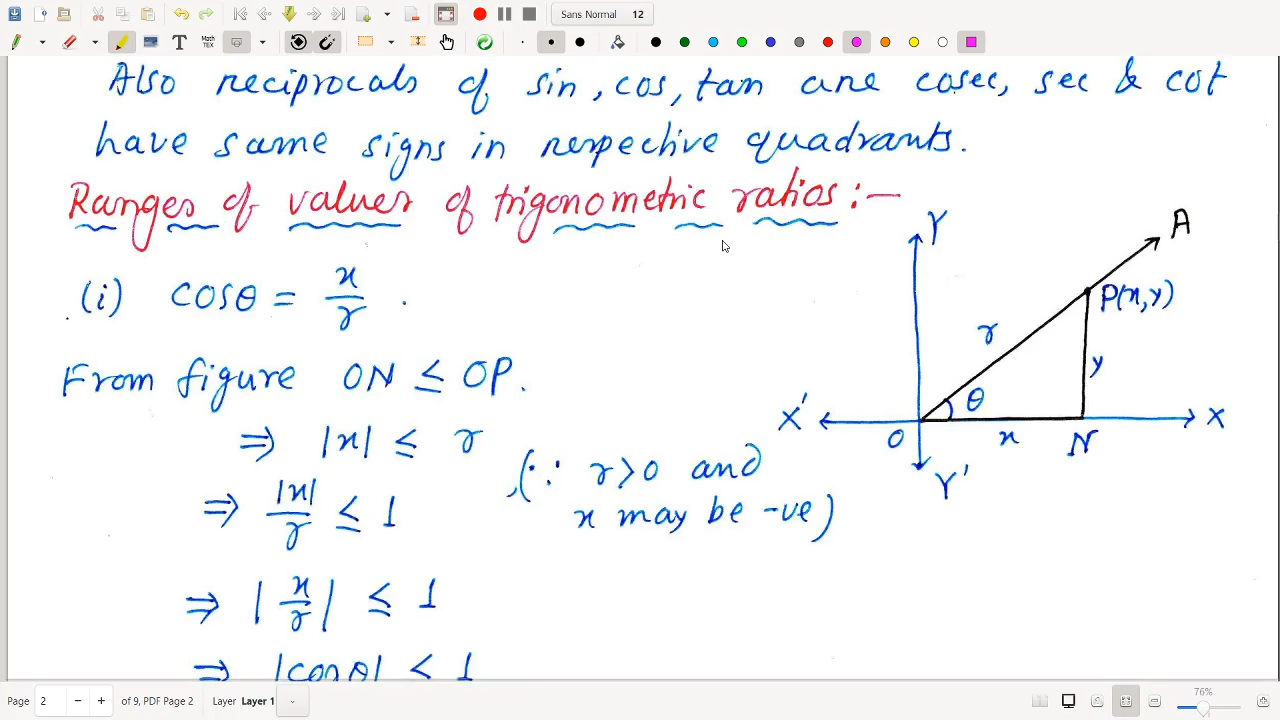 Sans Normal 12
MATH
TEX
Also reciprocals of sin, cos, tan are cosec, sec & cot
have same signs in respective quadrants.
Ranges of values of trigonometric ratios :-
(i) cosθ = x/r .
From figure ON ≤ OP.
⇒ |x| ≤ r
(∵ r>0 and
x may be -ve)
⇒ |x|/r ≤ 1
⇒ |x/r| ≤ 1
⇒ |cosθ| ≤ 1
Y
A
P(x,y)
r
y
θ
X'
O
x
N
X
Y'
Page 2 of 9, PDF Page 2 Layer Layer 1
76%